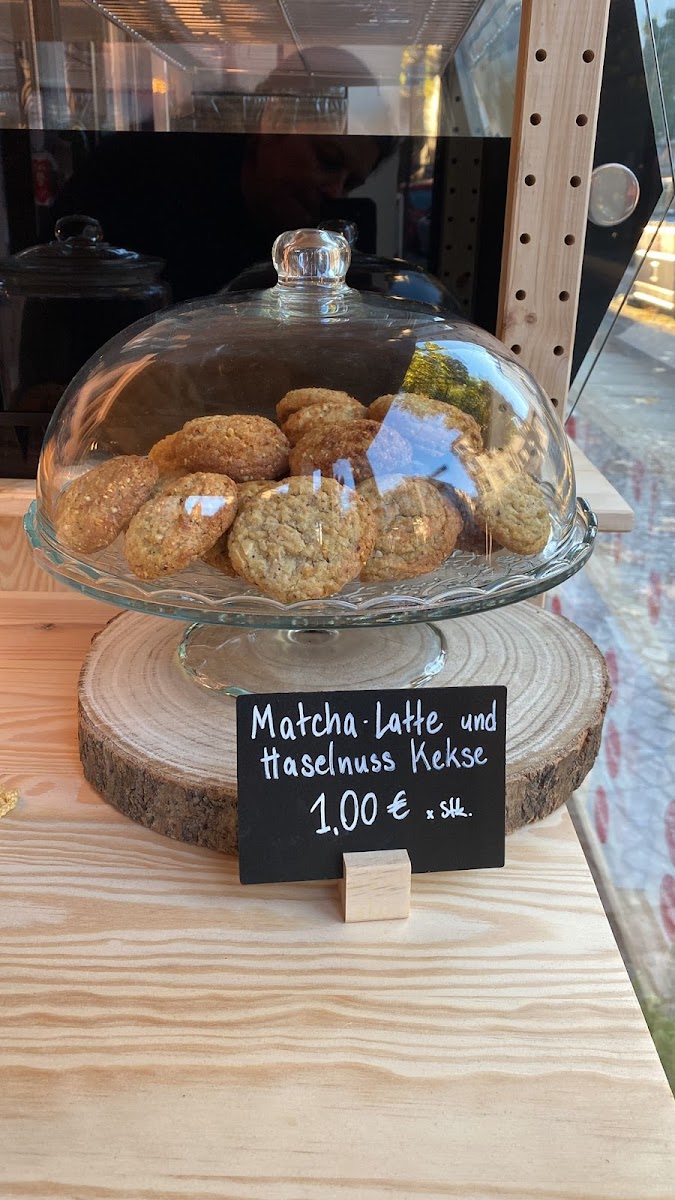 Matcha-Latte und
Haselnuss Kekse
1,00 € x Stk.